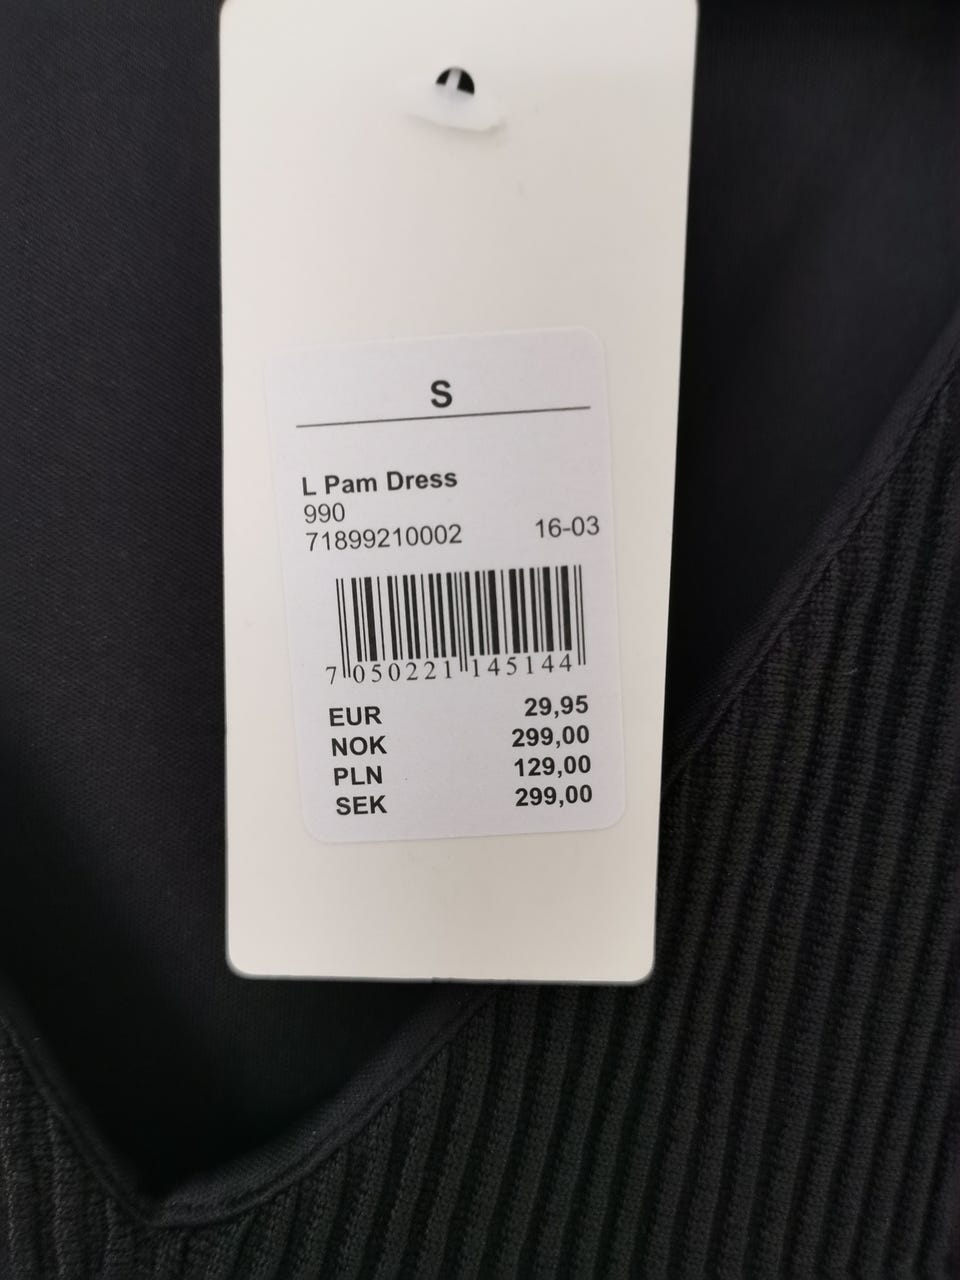 S
L Pam Dress
990
71899210002 16-03
7 050221 145144
EUR 29,95
NOK 299,00
PLN 129,00
SEK 299,00